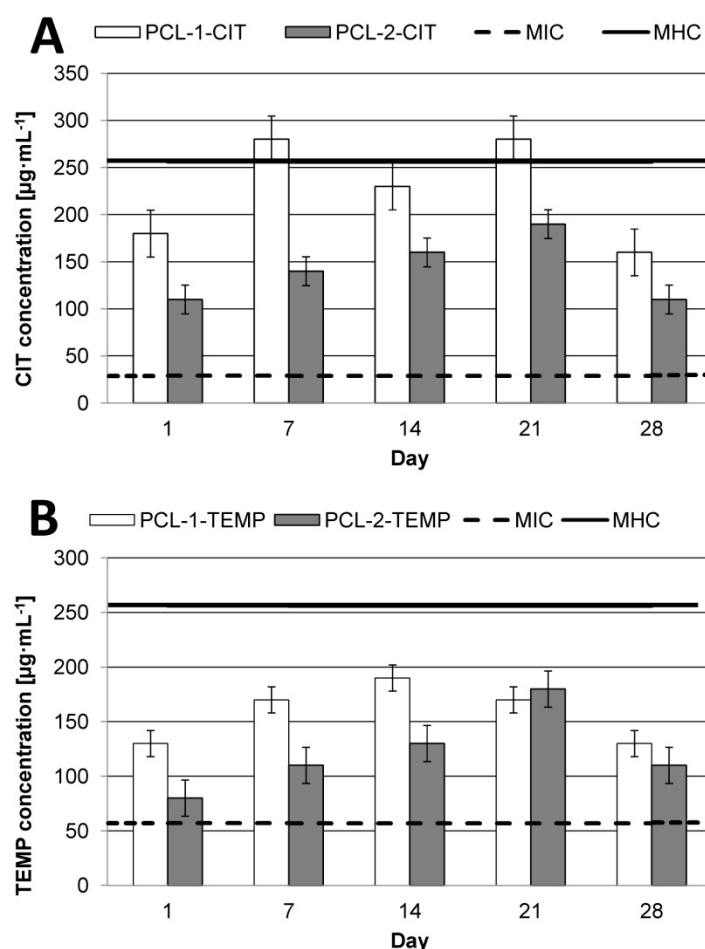 A
PCL-1-CIT PCL-2-CIT MIC MHC
CIT concentration [µg·mL⁻¹]
350
300
250
200
150
100
50
0
1 7 14 21 28
Day
B
PCL-1-TEMP PCL-2-TEMP MIC MHC
TEMP concentration [µg·mL⁻¹]
300
250
200
150
100
50
0
1 7 14 21 28
Day